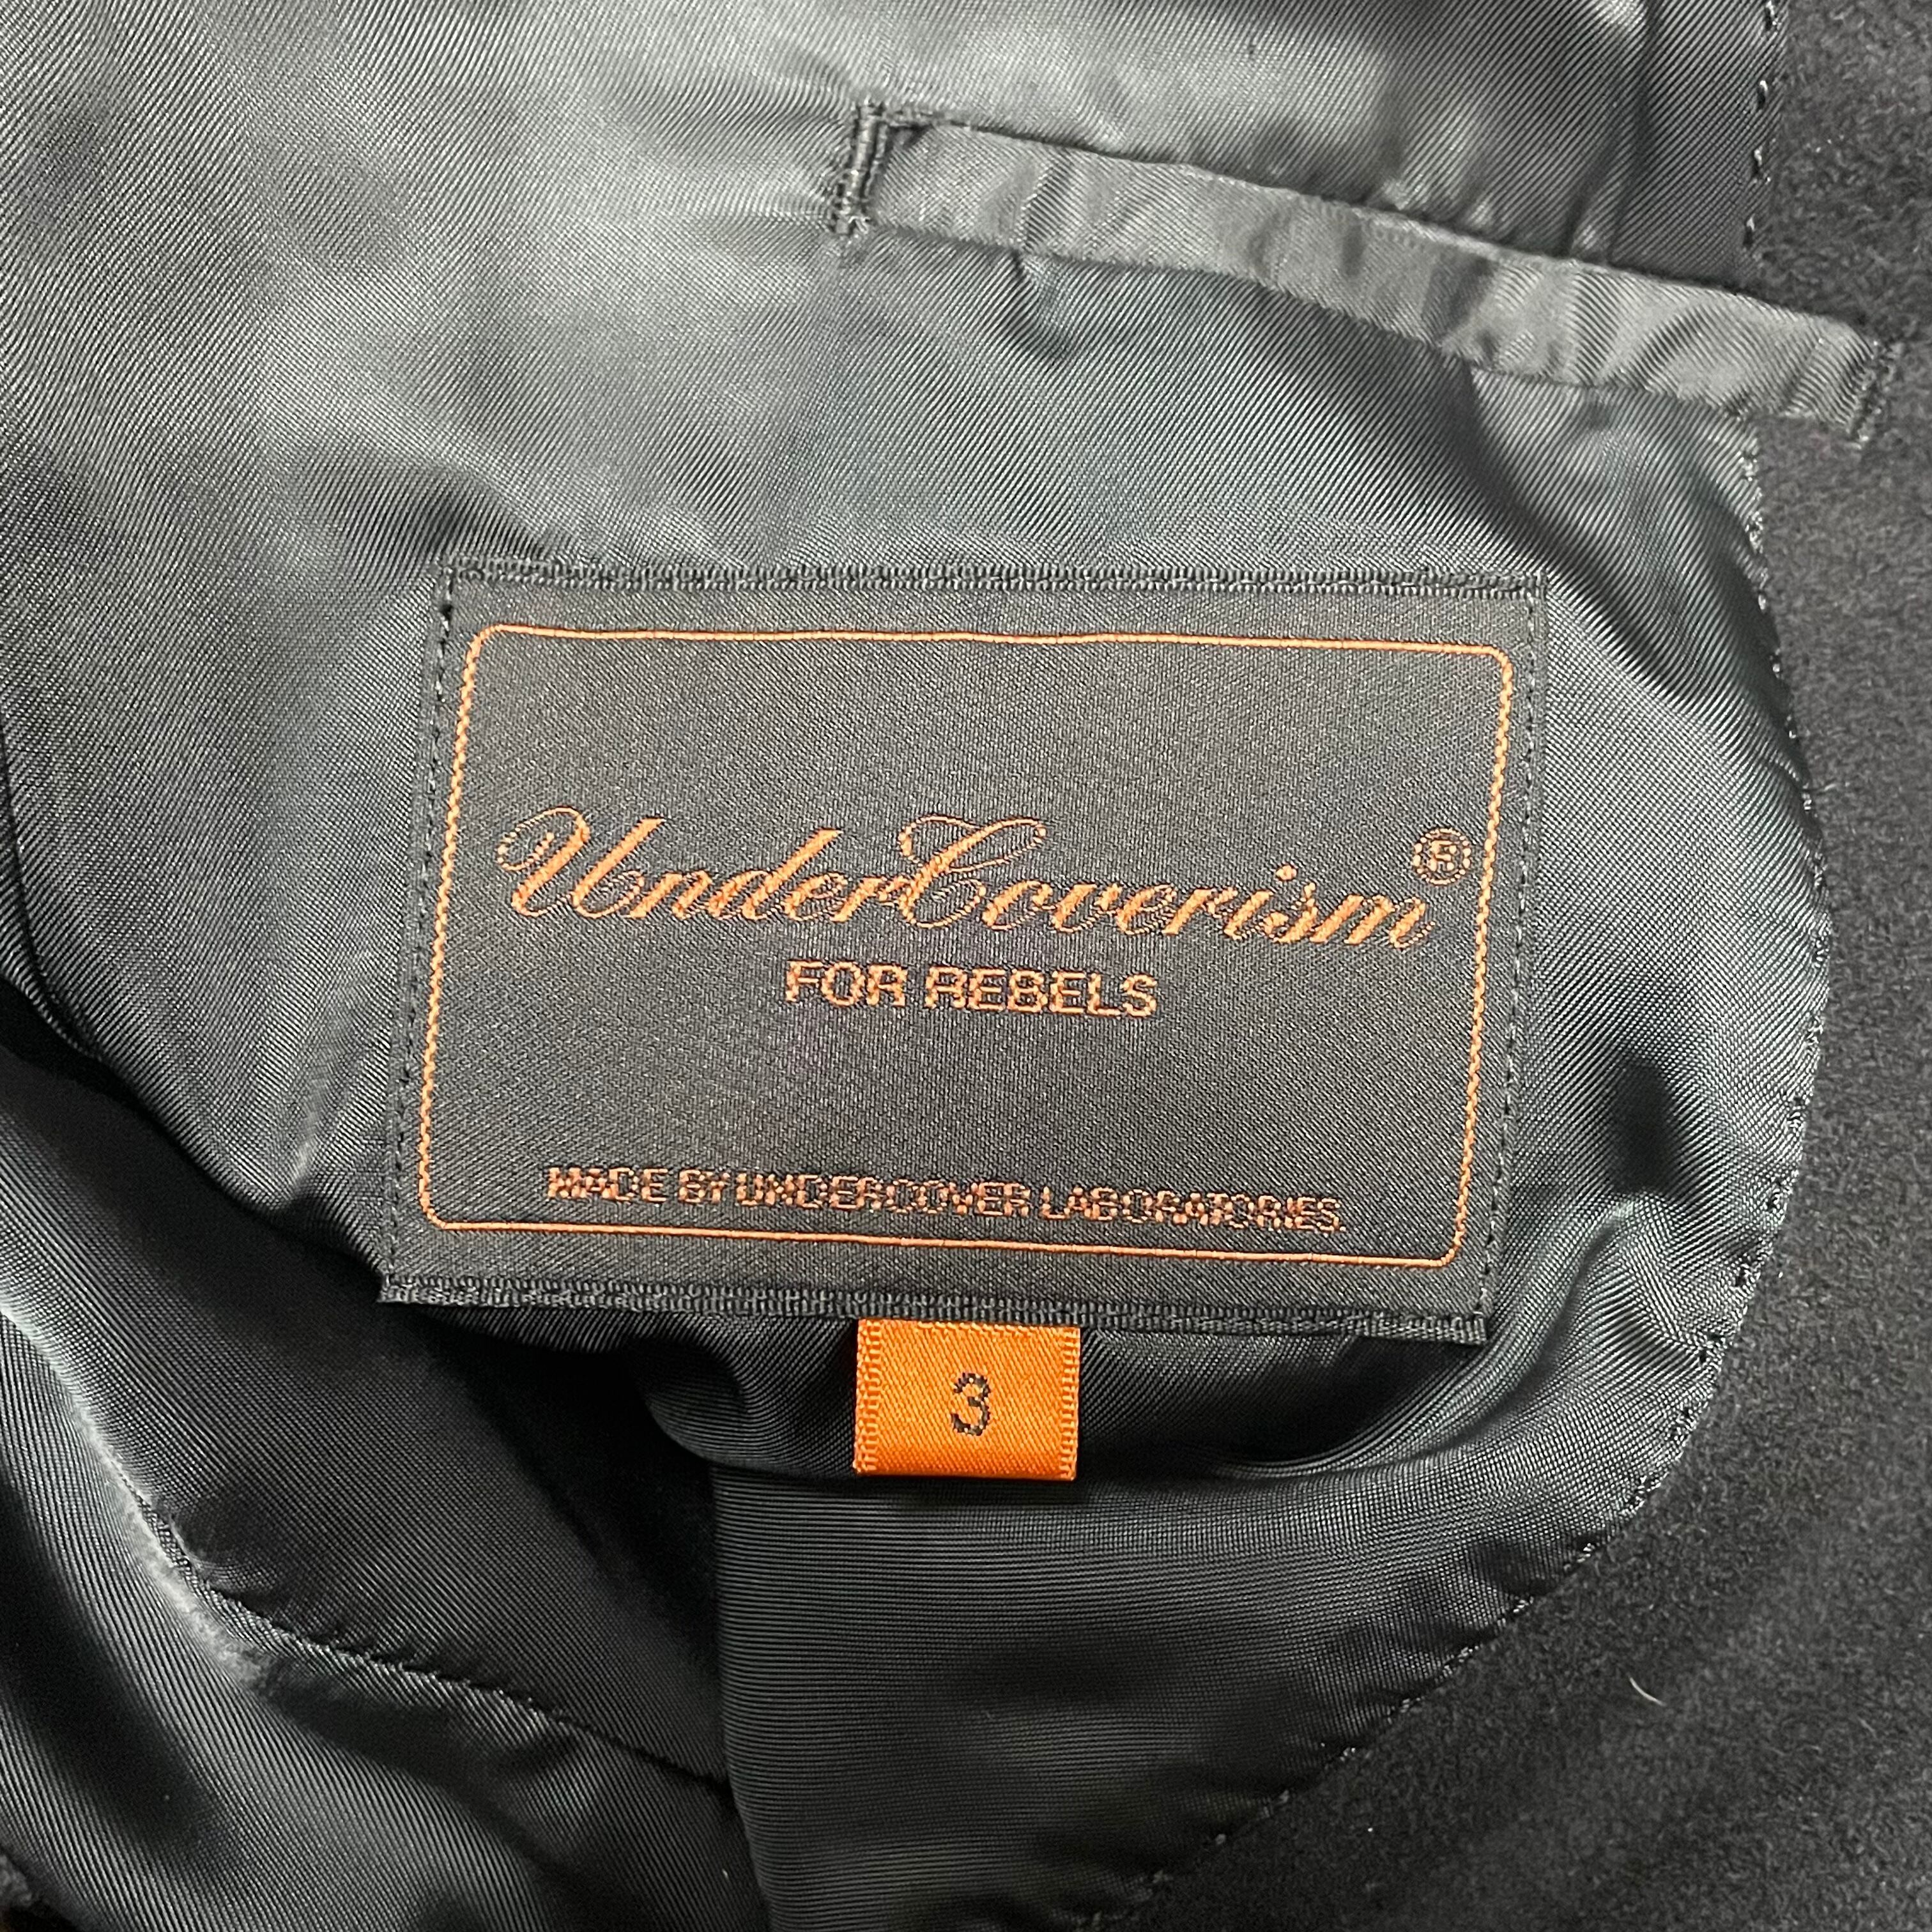 UnderCoverism®
FOR REBELS
MADE BY UNDERCOVER LABORATORIES.
3